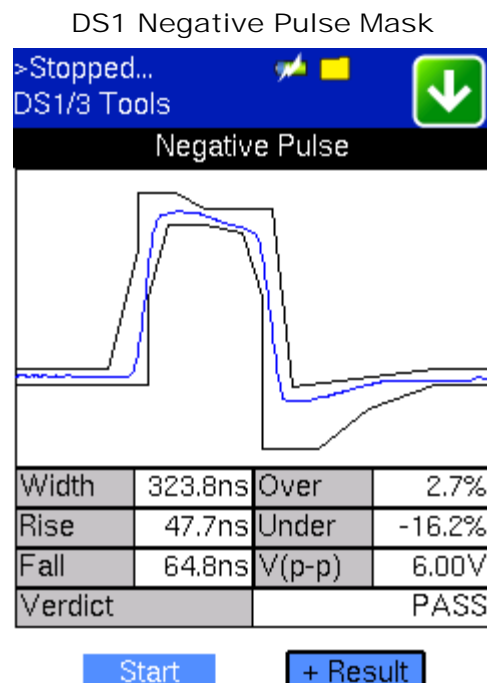 DS1 Negative Pulse Mask
>Stopped...
DS1/3 Tools
Negative Pulse
Width 323.8ns Over 2.7%
Rise 47.7ns Under -16.2%
Fall 64.8ns V(p-p) 6.00V
Verdict PASS
Start + Result